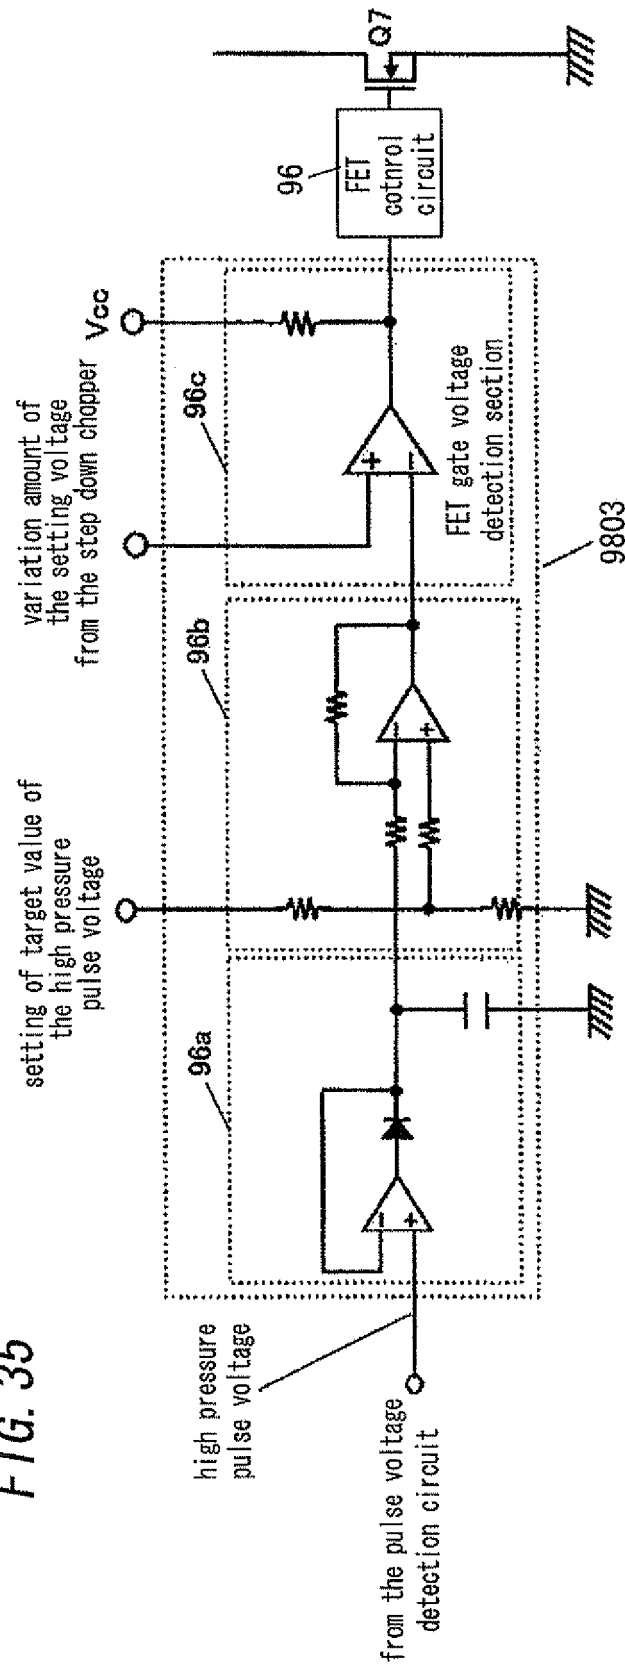 FIG. 35
high pressure
pulse voltage
from the pulse voltage
detection circuit
setting of target value of
the high pressure
pulse voltage
variation amount of
the setting voltage
from the step down chopper
Vcc
96a
96b
96c
−
+
−
+
+
−
FET gate voltage
detection section
9803
96
FET
cotnrol
circuit
Q7